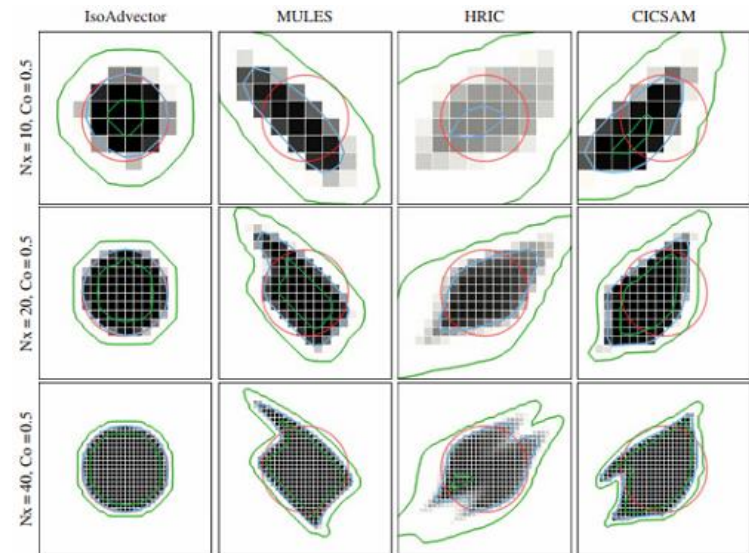 IsoAdvector MULES HRIC CICSAM
Nx = 10, Co = 0.5
Nx = 20, Co = 0.5
Nx = 40, Co = 0.5